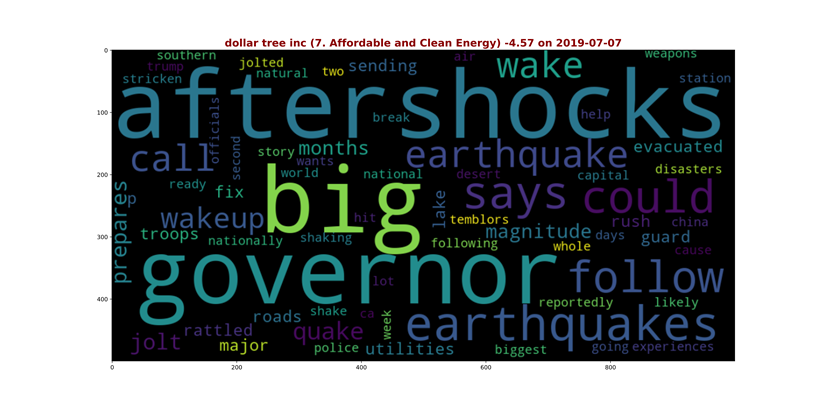 dollar tree inc (7. Affordable and Clean Energy) -4.57 on 2019-07-07
0
100
200
300
400
0
200
400
600
800
southern
trump
stricken
jolted
natural
two
sending
air
wake
weapons
station
aftershocks
break
help
officials
second
call
story
months
wants
earthquake
evacuated
world
national
desert
capital
disasters
ready
fix
big
says
could
prepares
p
wakeup
hit
lake
temblors
rush
china
troops
nationally
shaking
following
magnitude
days
guard
whole
cause
governor
lot
follow
reportedly
likely
roads
shake
ca
week
earthquakes
rattled
quake
jolt
major
police
utilities
biggest
going
experiences